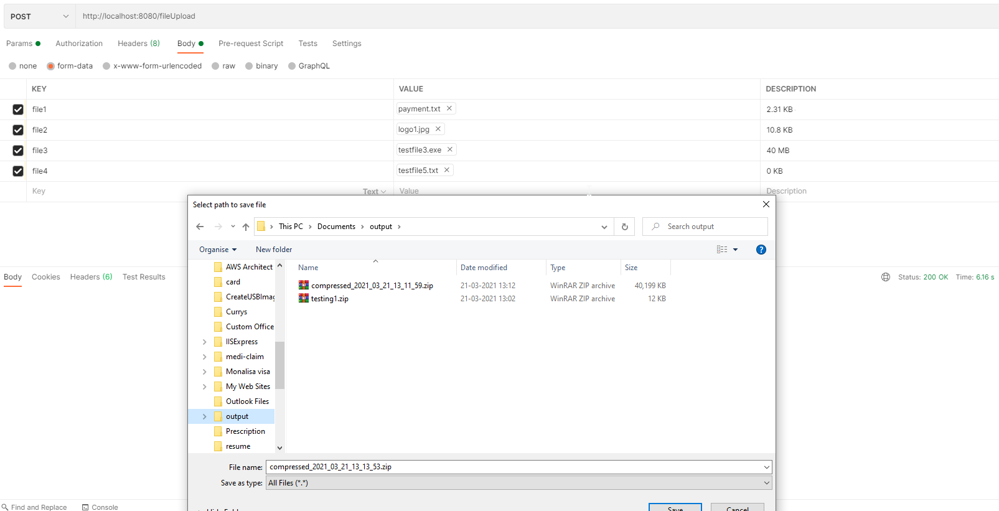 POST http://localhost:8080/fileUpload
Params Authorization Headers (8) Body Pre-request Script Tests Settings
none form-data x-www-form-urlencoded raw binary GraphQL
KEY VALUE DESCRIPTION
file1 payment.txt 2.31 KB
file2 logo1.jpg 10.8 KB
file3 testfile3.exe 40 MB
file4 testfile5.txt 0 KB
Key Text Value Description
Select path to save file
This PC > Documents > output > Search output
Organise New folder
Body Cookies Headers (6) Test Results
Status: 200 OK Time: 6.16 s
Name Date modified Type Size
compressed_2021_03_21_13_11_59.zip 21-03-2021 13:12 WinRAR ZIP archive 40,199 KB
testing1.zip 21-03-2021 13:02 WinRAR ZIP archive 12 KB
AWS Architect
card
CreateUSBImag
Currys
Custom Office
IISExpress
medi-claim
Monalisa visa
My Web Sites
Outlook Files
output
Prescription
resume
File name: compressed_2021_03_21_13_13_53.zip
Save as type: All Files (*.*)
Save Cancel
Find and Replace Console